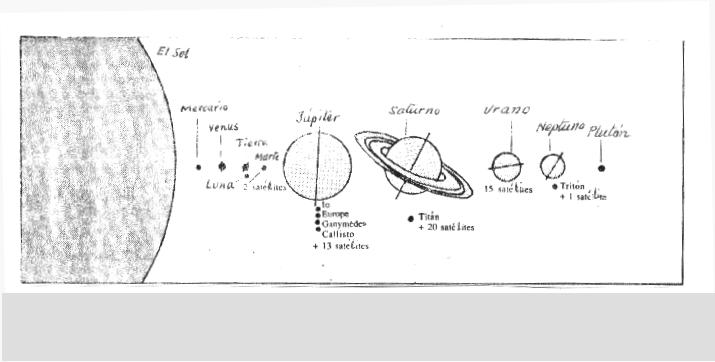 El Sol
Mercurio
Venus
Tierra
Marte
Luna
2 satélites
Júpiter
Io
Europe
Ganymédes
Callisto
+ 13 satélites
Saturno
Titán
+ 20 satélites
Urano
15 satélites
Neptuno
Tritón
+ 1 satélite
Plutón